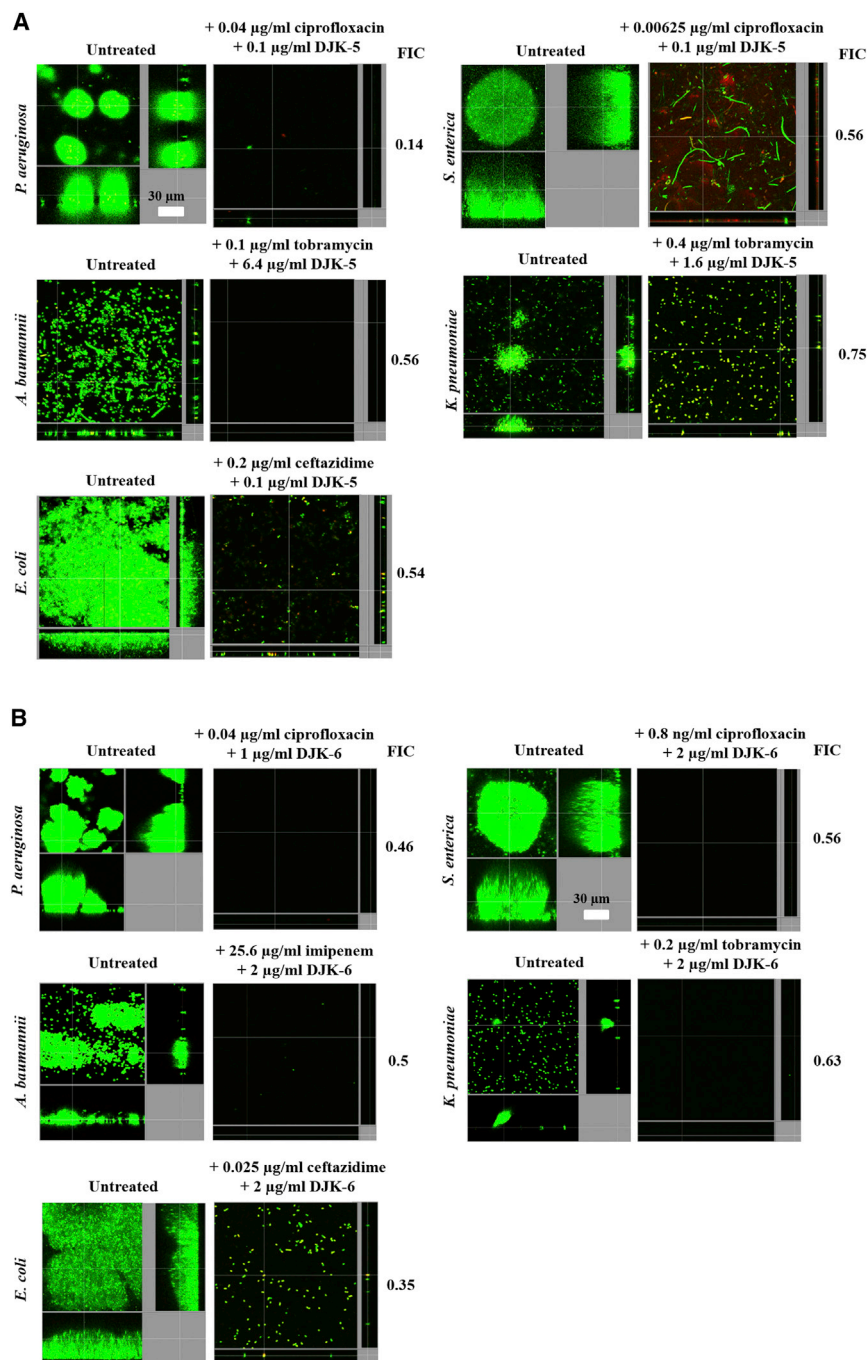 A
Untreated
+ 0.04 µg/ml ciprofloxacin
+ 0.1 µg/ml DJK-5
FIC
P. aeruginosa
30 µm
0.14
Untreated
+ 0.00625 µg/ml ciprofloxacin
+ 0.1 µg/ml DJK-5
FIC
S. enterica
0.56
Untreated
+ 0.1 µg/ml tobramycin
+ 6.4 µg/ml DJK-5
A. baumannii
0.56
Untreated
+ 0.4 µg/ml tobramycin
+ 1.6 µg/ml DJK-5
K. pneumoniae
0.75
Untreated
+ 0.2 µg/ml ceftazidime
+ 0.1 µg/ml DJK-5
E. coli
0.54
B
Untreated
+ 0.04 µg/ml ciprofloxacin
+ 1 µg/ml DJK-6
FIC
P. aeruginosa
0.46
Untreated
+ 0.8 ng/ml ciprofloxacin
+ 2 µg/ml DJK-6
FIC
S. enterica
30 µm
0.56
Untreated
+ 25.6 µg/ml imipenem
+ 2 µg/ml DJK-6
A. baumannii
0.5
Untreated
+ 0.2 µg/ml tobramycin
+ 2 µg/ml DJK-6
K. pneumoniae
0.63
Untreated
+ 0.025 µg/ml ceftazidime
+ 2 µg/ml DJK-6
E. coli
0.35